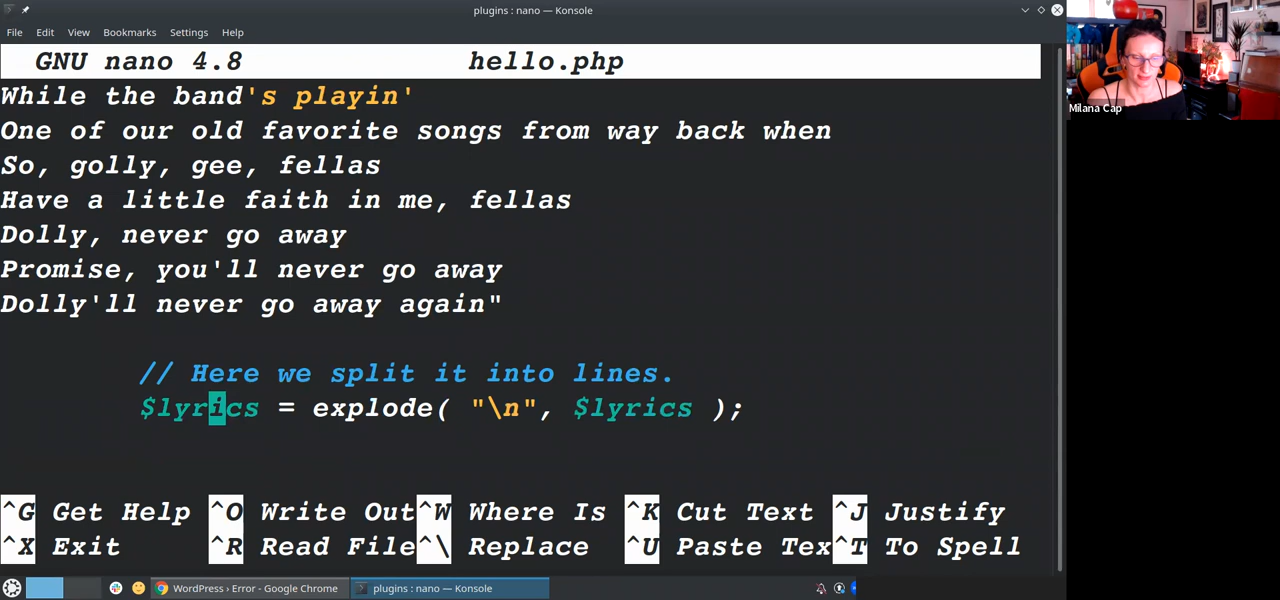 plugins : nano — Konsole
File Edit View Bookmarks Settings Help
GNU nano 4.8 hello.php
While the band's playin'
One of our old favorite songs from way back when
So, golly, gee, fellas
Have a little faith in me, fellas
Dolly, never go away
Promise, you'll never go away
Dolly'll never go away again"
// Here we split it into lines.
$lyrics = explode( "\n", $lyrics );
^G Get Help ^O Write Out ^W Where Is ^K Cut Text ^J Justify
^X Exit ^R Read File ^\ Replace ^U Paste Tex ^T To Spell
WordPress › Error - Google Chrome
plugins : nano — Konsole
Milana Cap